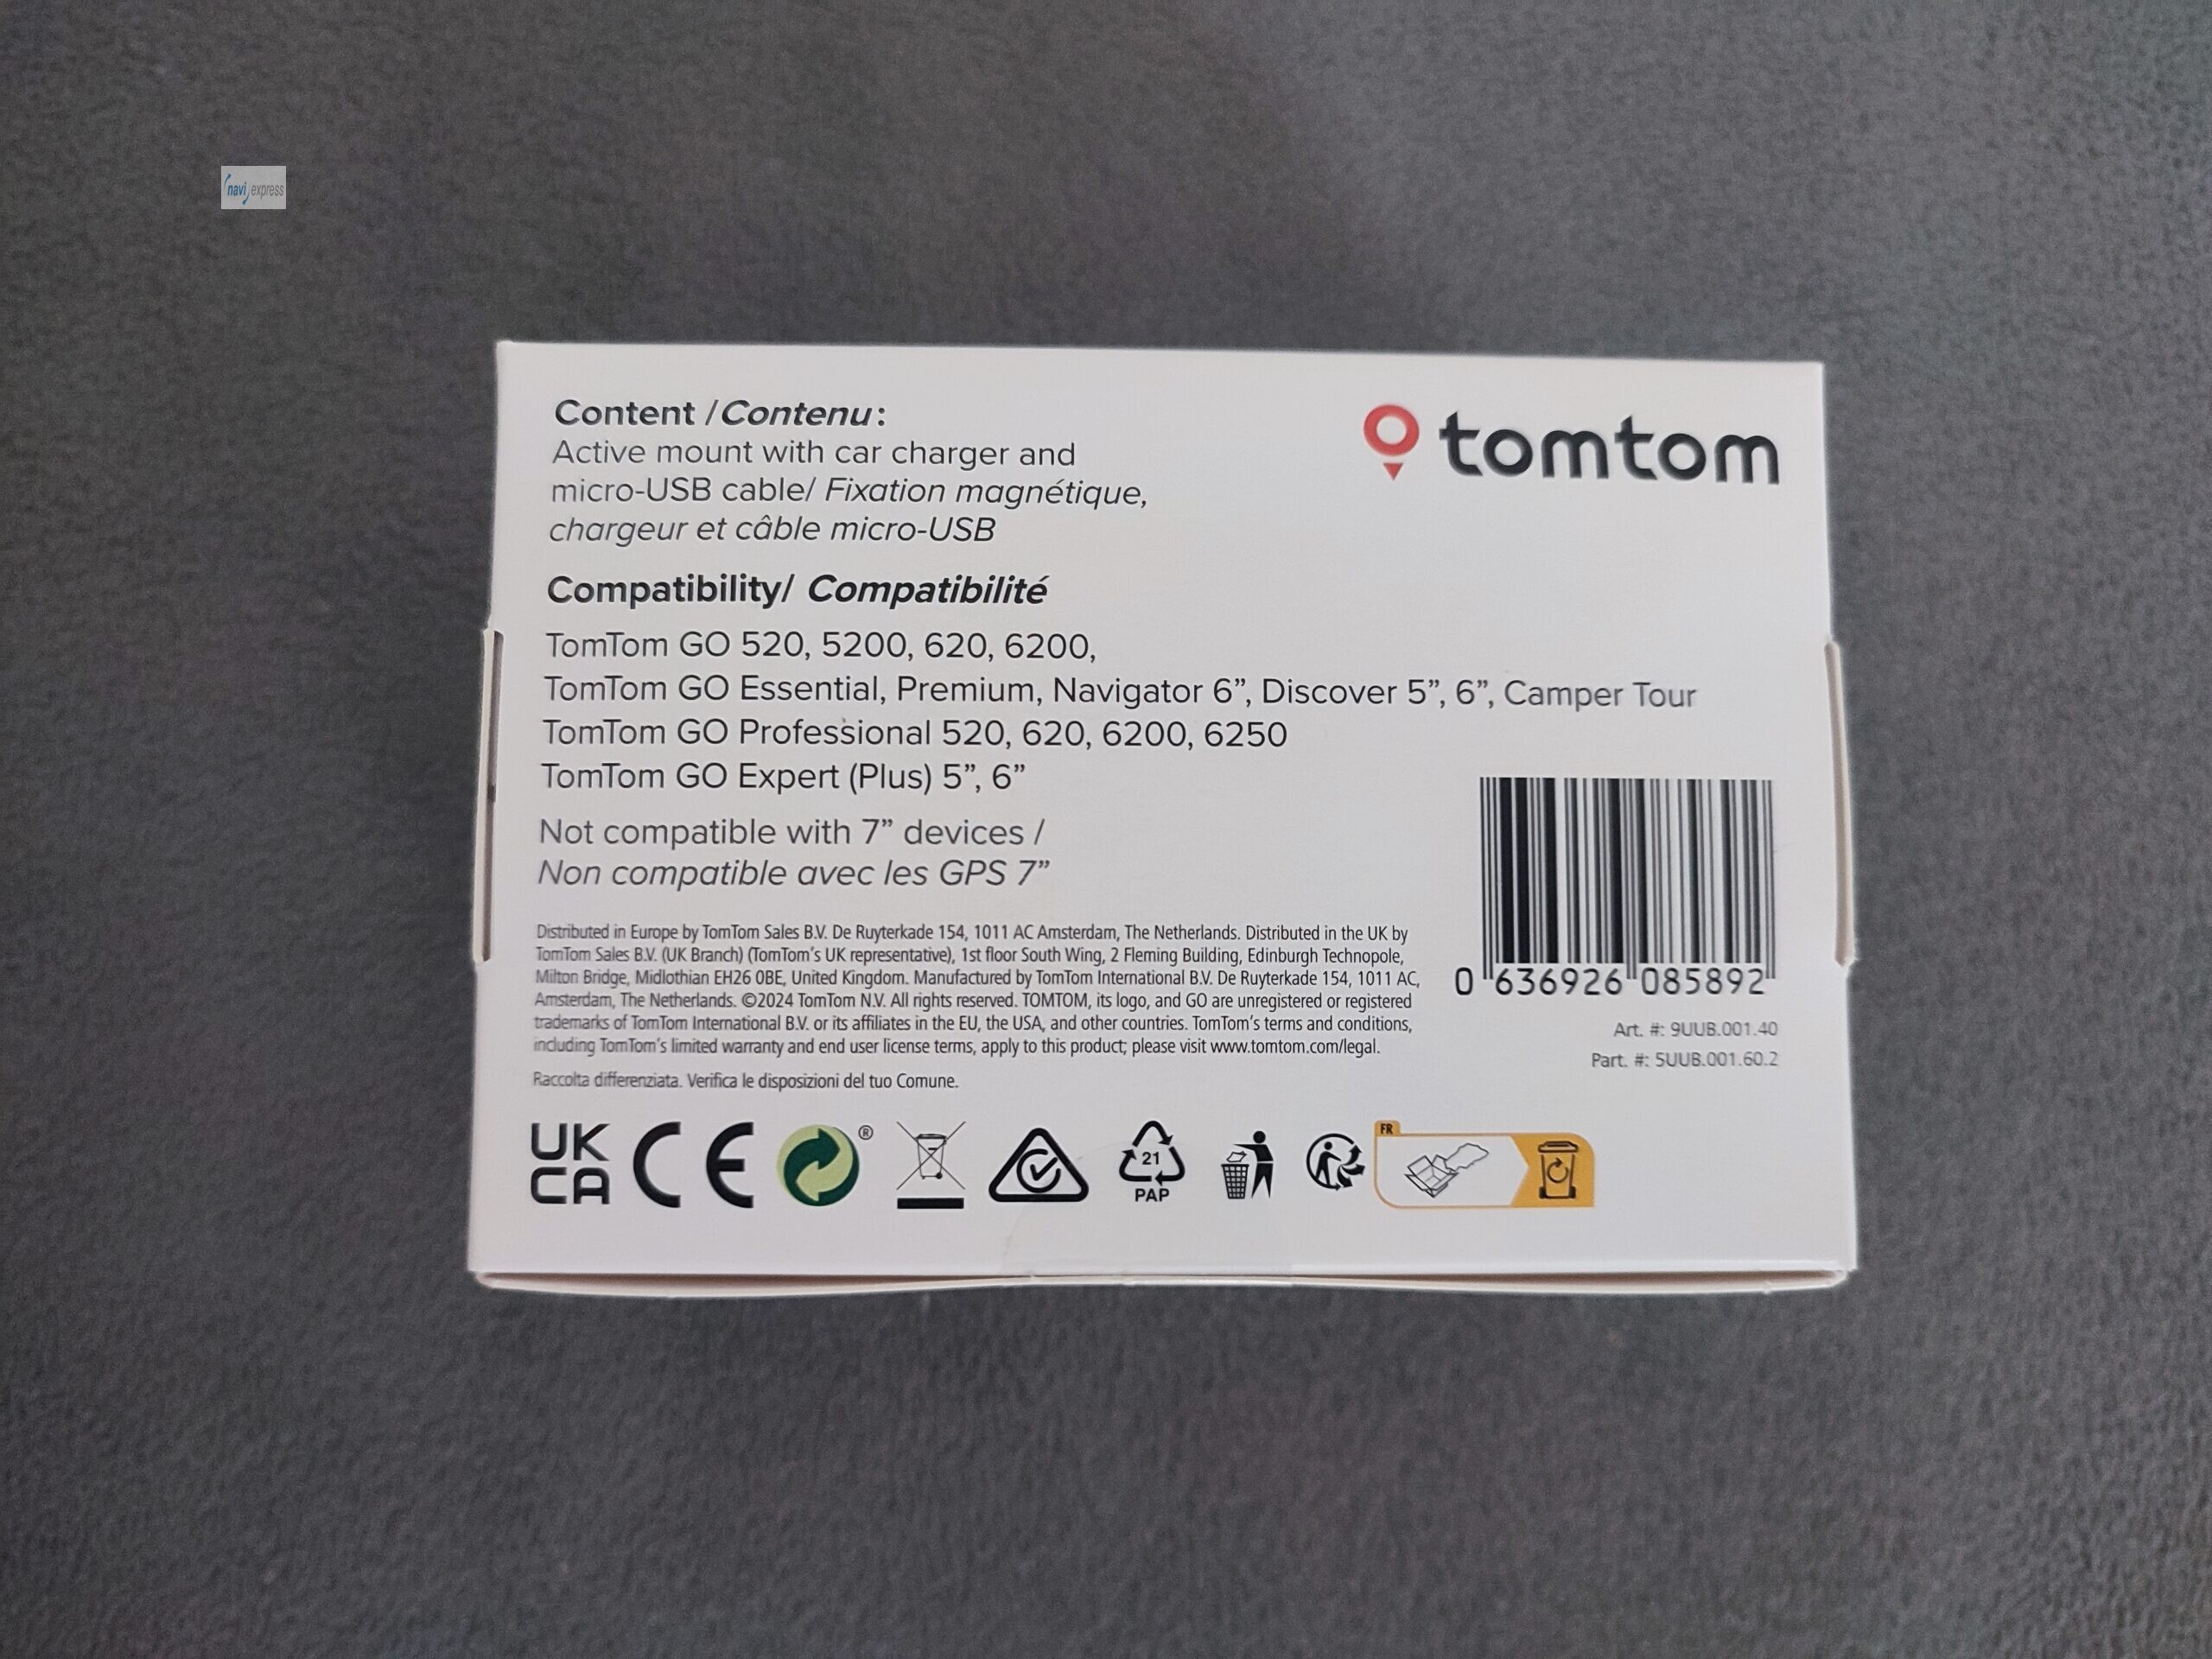 navi express
Content / Contenu:
Active mount with car charger and
micro-USB cable/ Fixation magnétique,
chargeur et câble micro-USB
tomtom
Compatibility/ Compatibilité
TomTom GO 520, 5200, 620, 6200,
TomTom GO Essential, Premium, Navigator 6”, Discover 5”, 6”, Camper Tour
TomTom GO Professional 520, 620, 6200, 6250
TomTom GO Expert (Plus) 5”, 6”
Not compatible with 7” devices /
Non compatible avec les GPS 7”
Distributed in Europe by TomTom Sales B.V. De Ruyterkade 154, 1011 AC Amsterdam, The Netherlands. Distributed in the UK by
TomTom Sales B.V. (UK Branch) (TomTom’s UK representative), 1st floor South Wing, 2 Fleming Building, Edinburgh Technopole,
Milton Bridge, Midlothian EH26 0BE, United Kingdom. Manufactured by TomTom International B.V. De Ruyterkade 154, 1011 AC,
Amsterdam, The Netherlands. ©2024 TomTom N.V. All rights reserved. TOMTOM, its logo, and GO are unregistered or registered
trademarks of TomTom International B.V. or its affiliates in the EU, the USA, and other countries. TomTom’s terms and conditions,
including TomTom’s limited warranty and end user license terms, apply to this product; please visit www.tomtom.com/legal.
Raccolta differenziata. Verifica le disposizioni del tuo Comune.
0 636926 085892
Art. #: 9UUB.001.40
Part. #: 5UUB.001.60.2
UK
CA
CE
®
21
PAP
FR